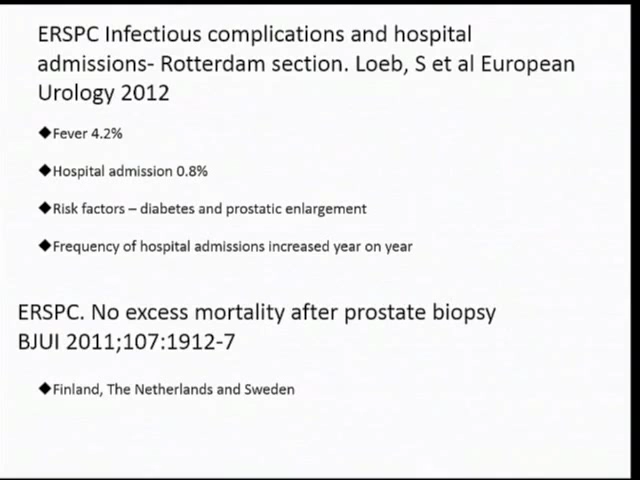 ERSPC Infectious complications and hospital
admissions- Rotterdam section. Loeb, S et al European
Urology 2012
◆Fever 4.2%
◆Hospital admission 0.8%
◆Risk factors – diabetes and prostatic enlargement
◆Frequency of hospital admissions increased year on year
ERSPC. No excess mortality after prostate biopsy
BJUI 2011;107:1912-7
◆Finland, The Netherlands and Sweden